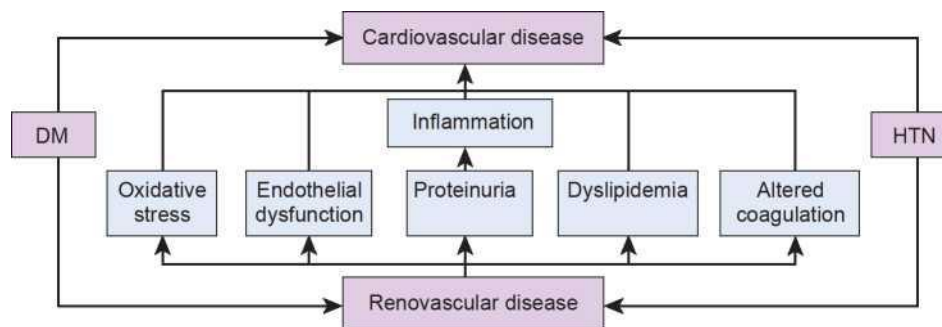 Cardiovascular disease
DM
HTN
Inflammation
Oxidative
stress
Endothelial
dysfunction
Proteinuria
Dyslipidemia
Altered
coagulation
Renovascular disease